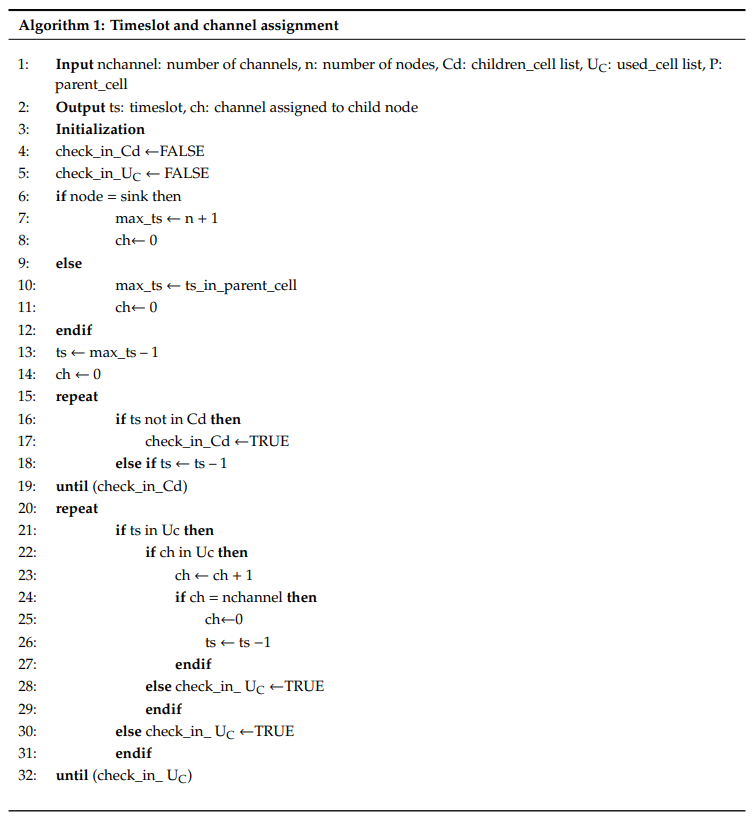 Algorithm 1: Timeslot and channel assignment
1: Input nchannel: number of channels, n: number of nodes, Cd: children_cell list, UC: used_cell list, P:
parent_cell
2: Output ts: timeslot, ch: channel assigned to child node
3: Initialization
4: check_in_Cd ←FALSE
5: check_in_UC ← FALSE
6: if node = sink then
7: max_ts ← n + 1
8: ch← 0
9: else
10: max_ts ← ts_in_parent_cell
11: ch← 0
12: endif
13: ts ← max_ts – 1
14: ch ← 0
15: repeat
16: if ts not in Cd then
17: check_in_Cd ←TRUE
18: else if ts ← ts – 1
19: until (check_in_Cd)
20: repeat
21: if ts in Uc then
22: if ch in Uc then
23: ch ← ch + 1
24: if ch = nchannel then
25: ch←0
26: ts ← ts −1
27: endif
28: else check_in_ UC ←TRUE
29: endif
30: else check_in_ UC ←TRUE
31: endif
32: until (check_in_ UC)